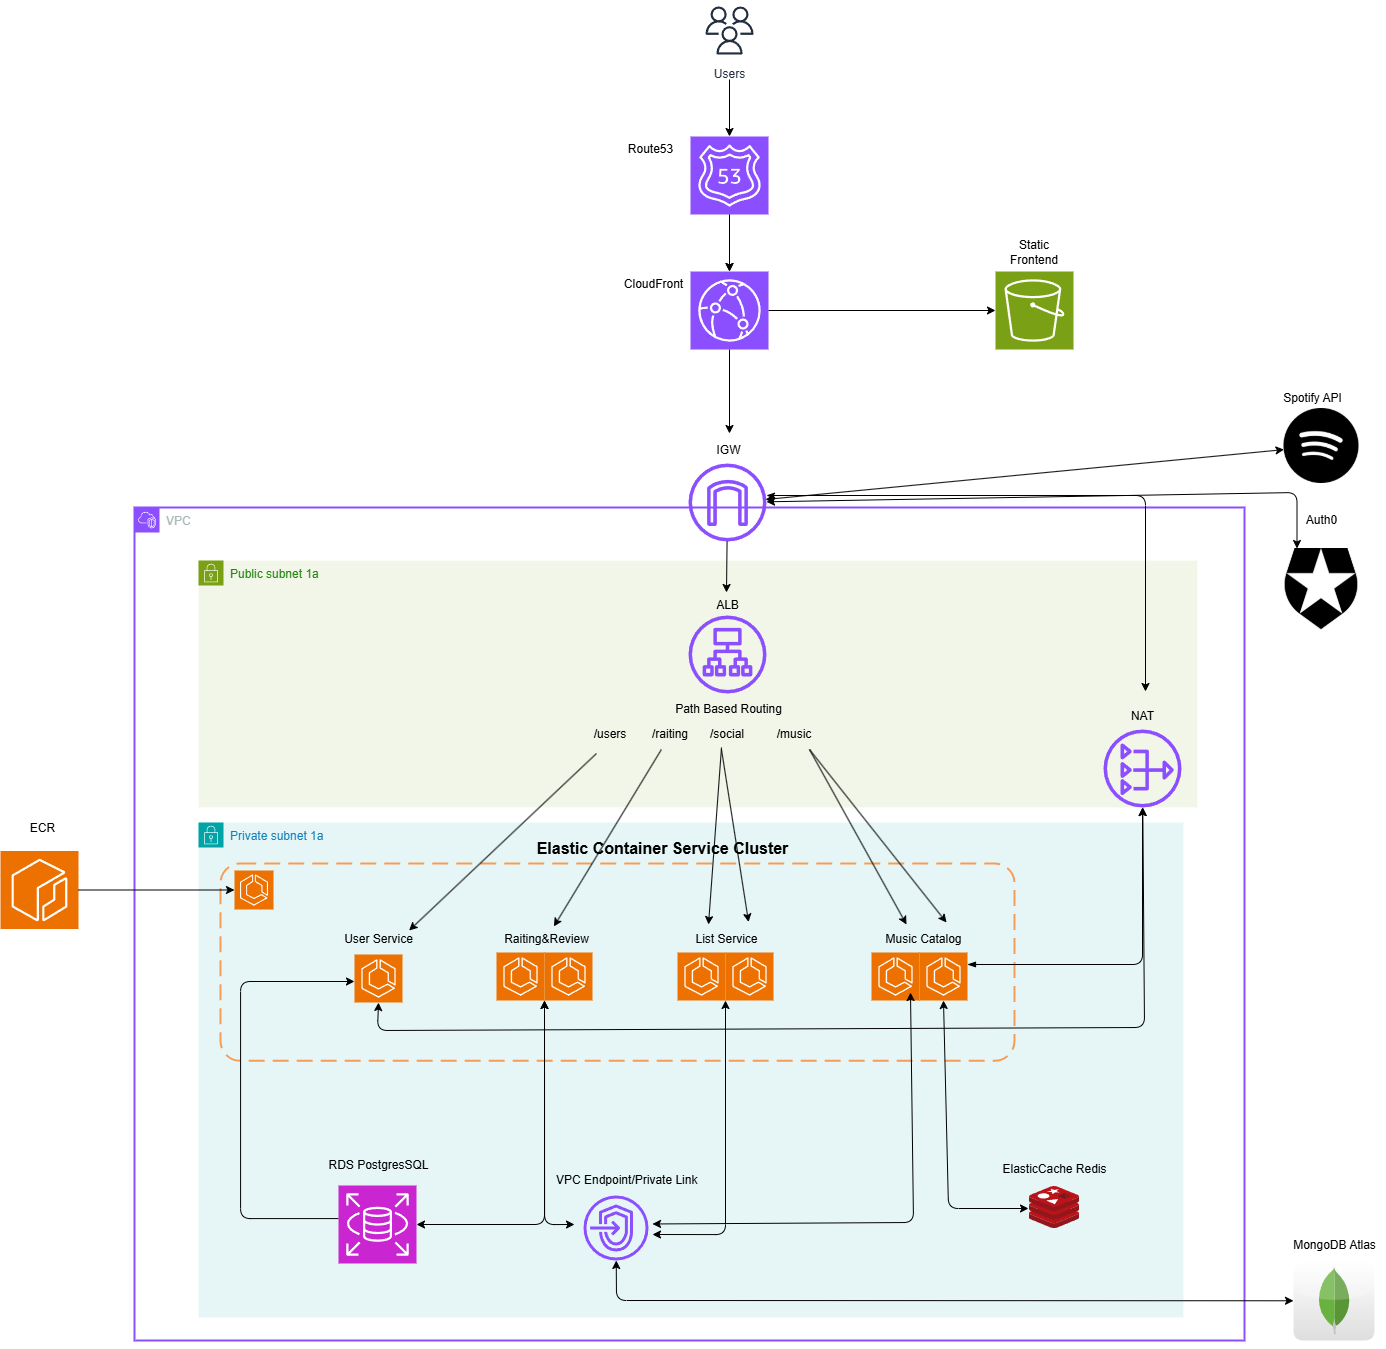 Users
Route53
53
CloudFront
Static
Frontend
Spotify API
IGW
Auth0
VPC
Public subnet 1a
ALB
Path Based Routing
/users
/raiting
/social
/music
NAT
ECR
Private subnet 1a
Elastic Container Service Cluster
User Service
Raiting&Review
List Service
Music Catalog
RDS PostgresSQL
VPC Endpoint/Private Link
ElasticCache Redis
MongoDB Atlas